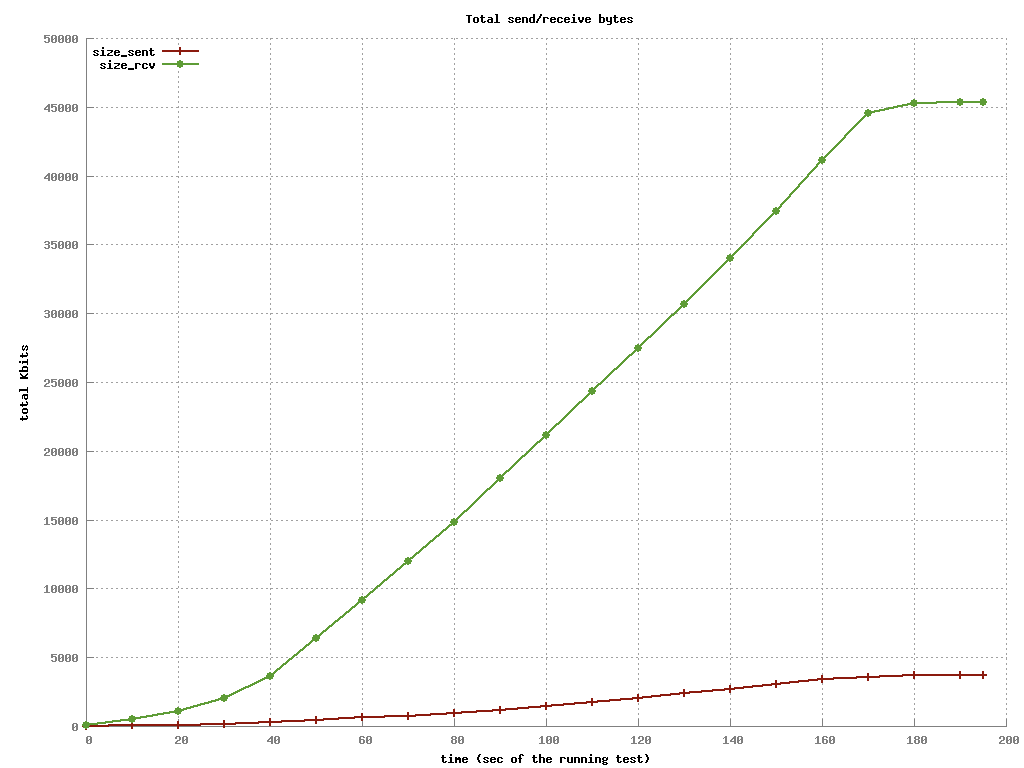 Total send/receive bytes
size_sent
size_rcv
50000
45000
40000
35000
30000
25000
20000
15000
10000
5000
0
total Kbits
0 20 40 60 80 100 120 140 160 180 200
time (sec of the running test)